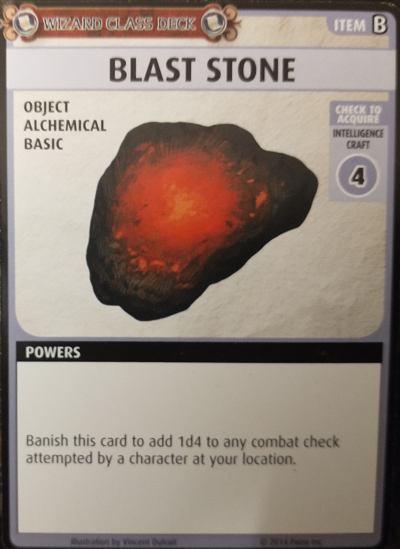 WIZARD CLASS DECK
ITEM B
BLAST STONE
OBJECT
ALCHEMICAL
BASIC
CHECK TO
ACQUIRE
INTELLIGENCE
CRAFT
4
POWERS
Banish this card to add 1d4 to any combat check
attempted by a character at your location.
Illustration by Vincent Dutrait
© 2014 Paizo Inc.